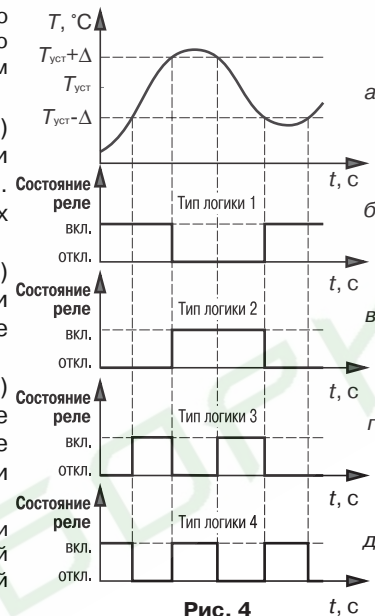 о
T, °C
о
Tуст+Δ
м
Tуст
а
)
Tуст-Δ
и
.
t, с
х
Состояние реле
Тип логики 1
б
вкл.
откл.
)
t, с
и
Состояние реле
Тип логики 2
в
е
вкл.
откл.
)
t, с
е
Состояние реле
Тип логики 3
г
е
вкл.
и
откл.
t, с
и
Состояние реле
Тип логики 4
й
вкл.
д
й
откл.
Рис. 4
t, с